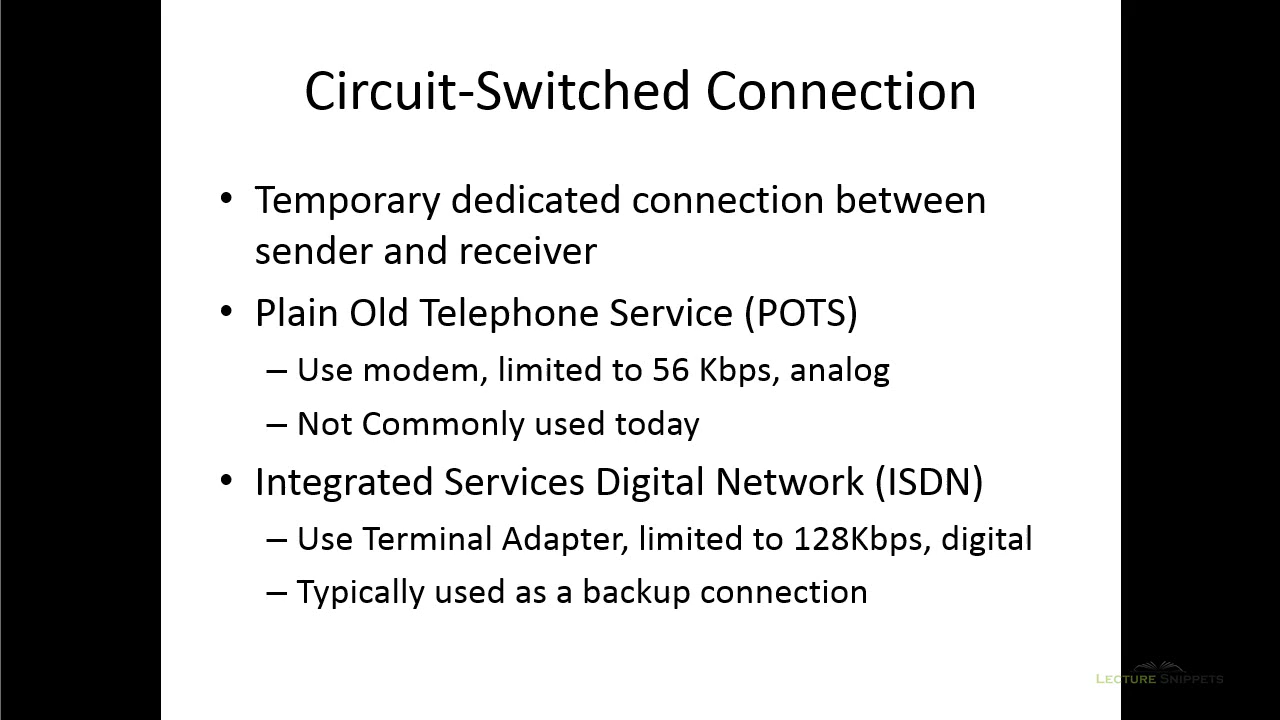 Circuit-Switched Connection
• Temporary dedicated connection between
sender and receiver
• Plain Old Telephone Service (POTS)
– Use modem, limited to 56 Kbps, analog
– Not Commonly used today
• Integrated Services Digital Network (ISDN)
– Use Terminal Adapter, limited to 128Kbps, digital
– Typically used as a backup connection
LECTURE SNIPPETS